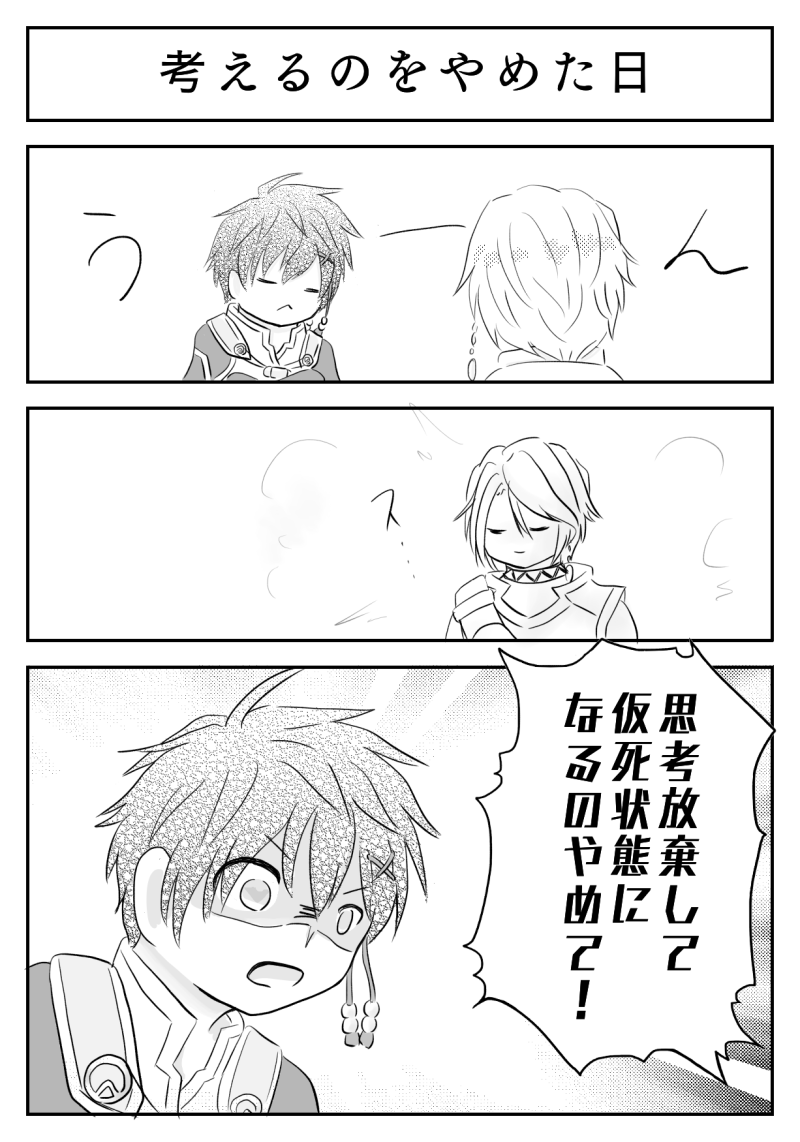 考えるのをやめた日
うーん
スー…
思考放棄して
仮死状態に
なるのやめて！